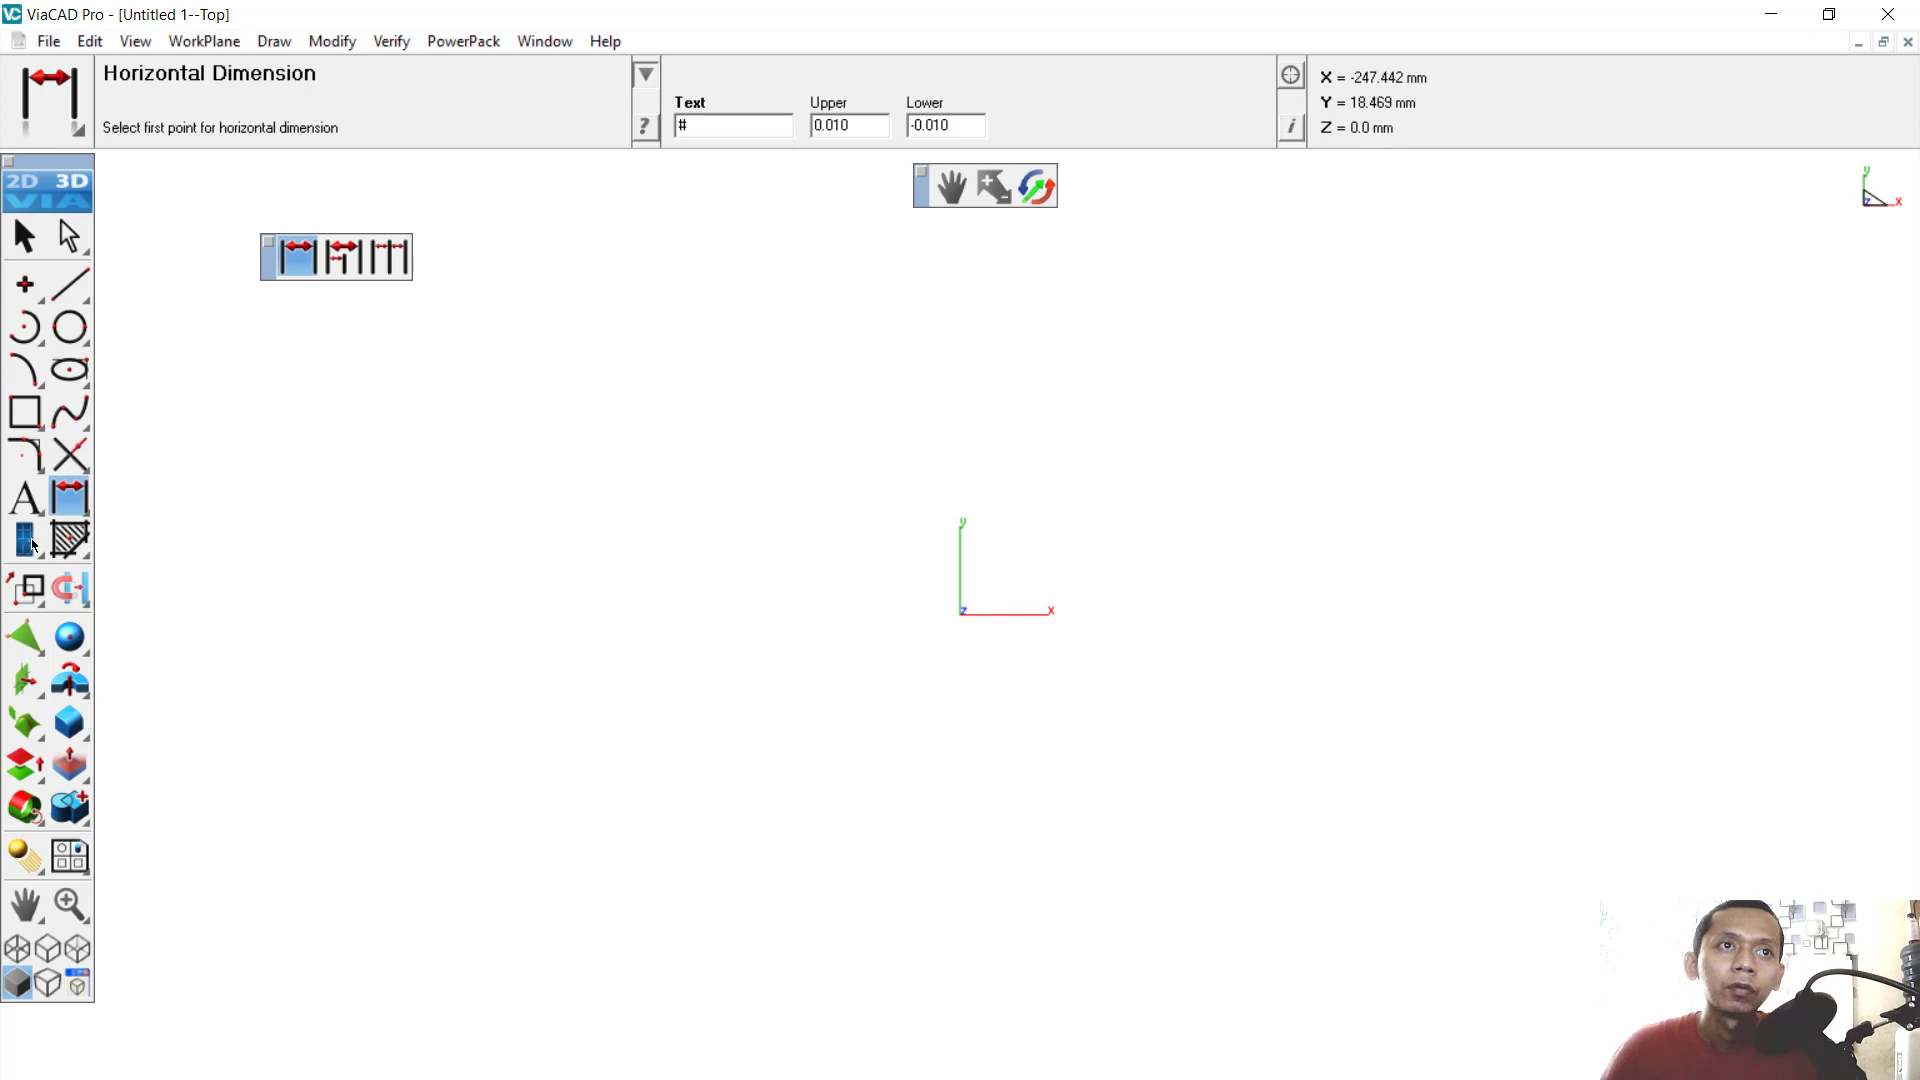 VC ViaCAD Pro - [Untitled 1--Top]
File Edit View WorkPlane Draw Modify Verify PowerPack Window Help
Horizontal Dimension
Select first point for horizontal dimension
?
Text Upper Lower
# 0.010 -0.010
i
X = -247.442 mm
Y = 18.469 mm
Z = 0.0 mm
2D 3D
VIA
A
y
z x
y
z x